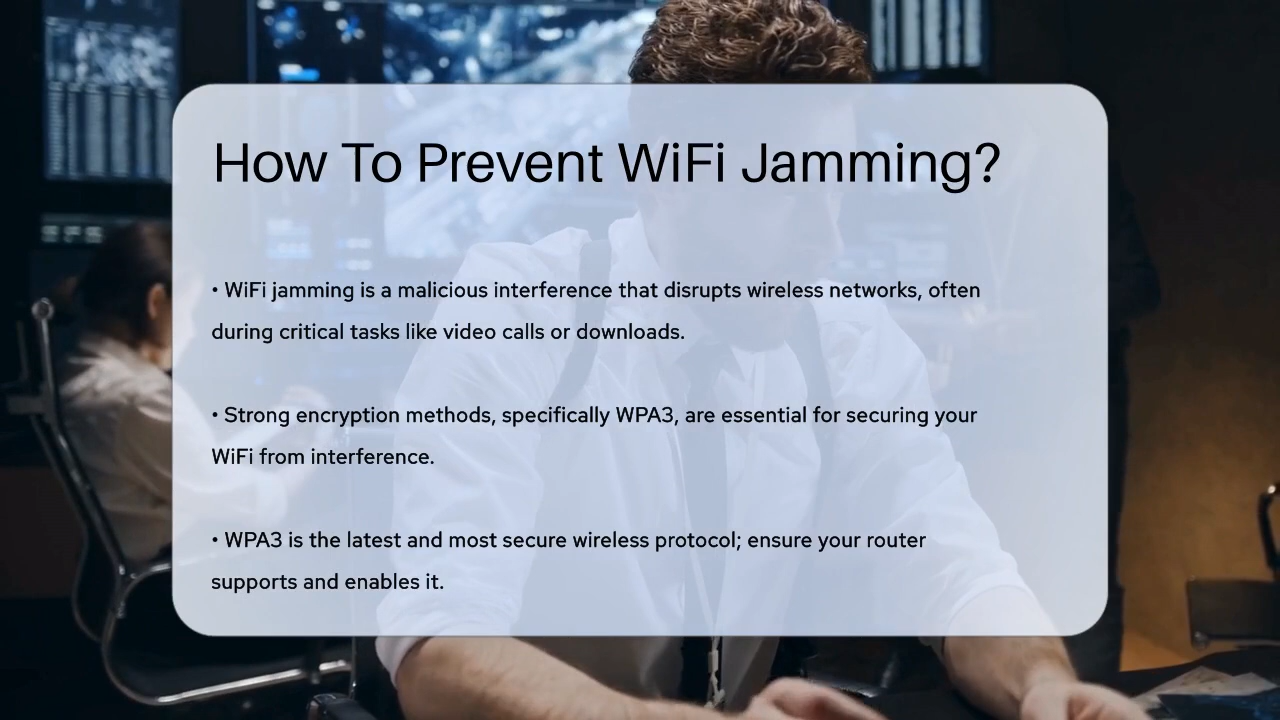 How To Prevent WiFi Jamming?
• WiFi jamming is a malicious interference that disrupts wireless networks, often
during critical tasks like video calls or downloads.
• Strong encryption methods, specifically WPA3, are essential for securing your
WiFi from interference.
• WPA3 is the latest and most secure wireless protocol; ensure your router
supports and enables it.